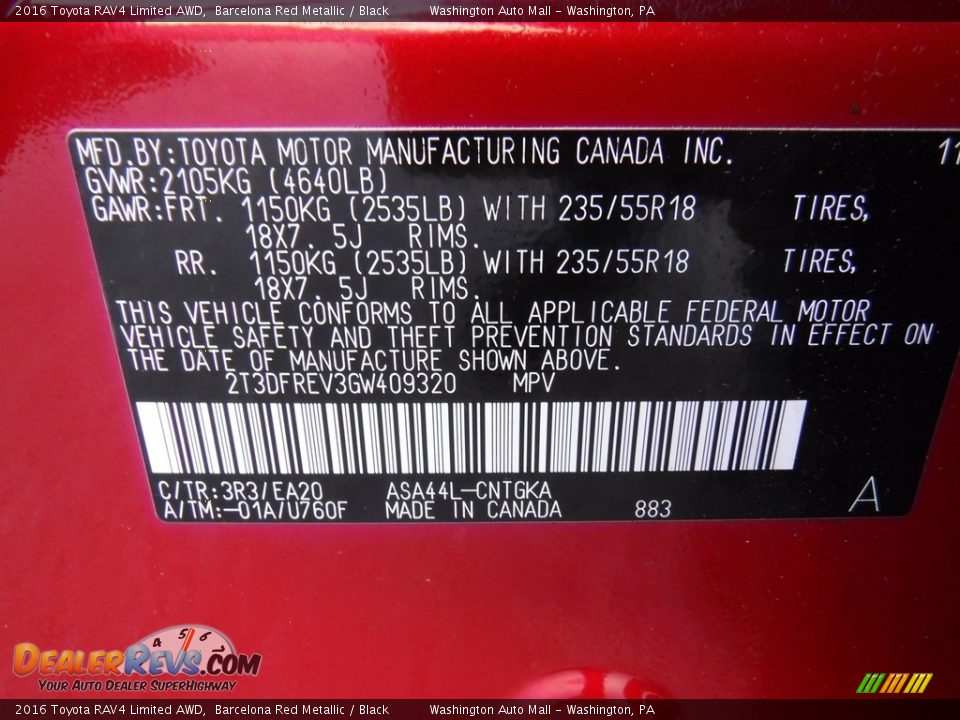 2016 Toyota RAV4 Limited AWD, Barcelona Red Metallic / Black Washington Auto Mall - Washington, PA
MFD.BY:TOYOTA MOTOR MANUFACTURING CANADA INC. 11
GVWR:2105KG (4640LB)
GAWR:FRT. 1150KG (2535LB) WITH 235/55R18 TIRES,
18X7. 5J RIMS.
RR. 1150KG (2535LB) WITH 235/55R18 TIRES,
18X7. 5J RIMS.
THIS VEHICLE CONFORMS TO ALL APPLICABLE FEDERAL MOTOR
VEHICLE SAFETY AND THEFT PREVENTION STANDARDS IN EFFECT ON
THE DATE OF MANUFACTURE SHOWN ABOVE.
2T3DFREV3GW409320 MPV
C/TR:3R3/EA20 ASA44L-CNTGKA A
A/TM:-01A/U760F MADE IN CANADA 883
4 5 6
DealerRevs.com
Your Auto Dealer SuperHighway
2016 Toyota RAV4 Limited AWD, Barcelona Red Metallic / Black Washington Auto Mall - Washington, PA